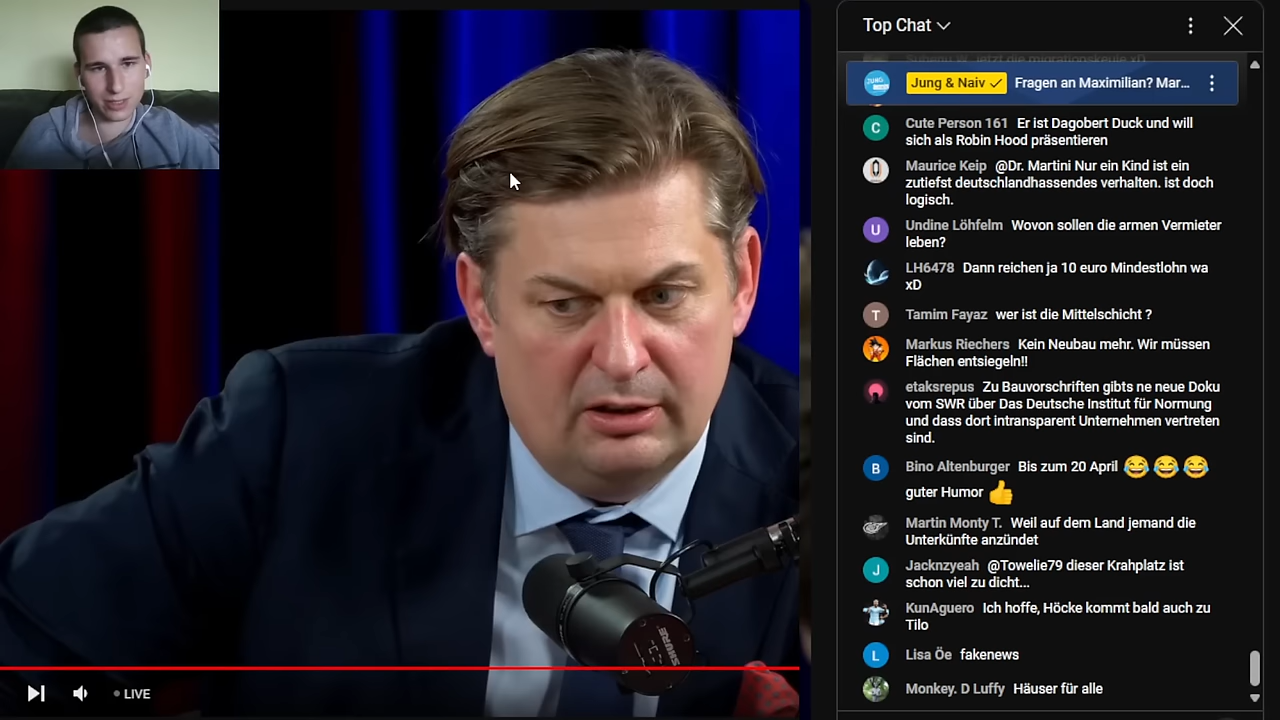 Top Chat
Jung & Naiv Fragen an Maximilian? Mar...
Cute Person 161 Er ist Dagobert Duck und will
sich als Robin Hood präsentieren
Maurice Keip @Dr. Martini Nur ein Kind ist ein
zutiefst deutschlandhassendes verhalten. ist doch
logisch.
Undine Löhfelm Wovon sollen die armen Vermieter
leben?
LH6478 Dann reichen ja 10 euro Mindestlohn wa
xD
Tamim Fayaz wer ist die Mittelschicht ?
Markus Riechers Kein Neubau mehr. Wir müssen
Flächen entsiegeln!!
etaksrepus Zu Bauvorschriften gibts ne neue Doku
vom SWR über Das Deutsche Institut für Normung
und dass dort intransparent Unternehmen vertreten
sind.
B
Bino Altenburger Bis zum 20 April 😂😂😂
guter Humor 👍
Martin Monty T. Weil auf dem Land jemand die
Unterkünfte anzündet
Jacknzyeah @Towelie79 dieser Krahplatz ist
schon viel zu dicht...
KunAguero Ich hoffe, Höcke kommt bald auch zu
Tilo
Lisa Öe fakenews
Monkey. D Luffy Häuser für alle
SHURE
LIVE